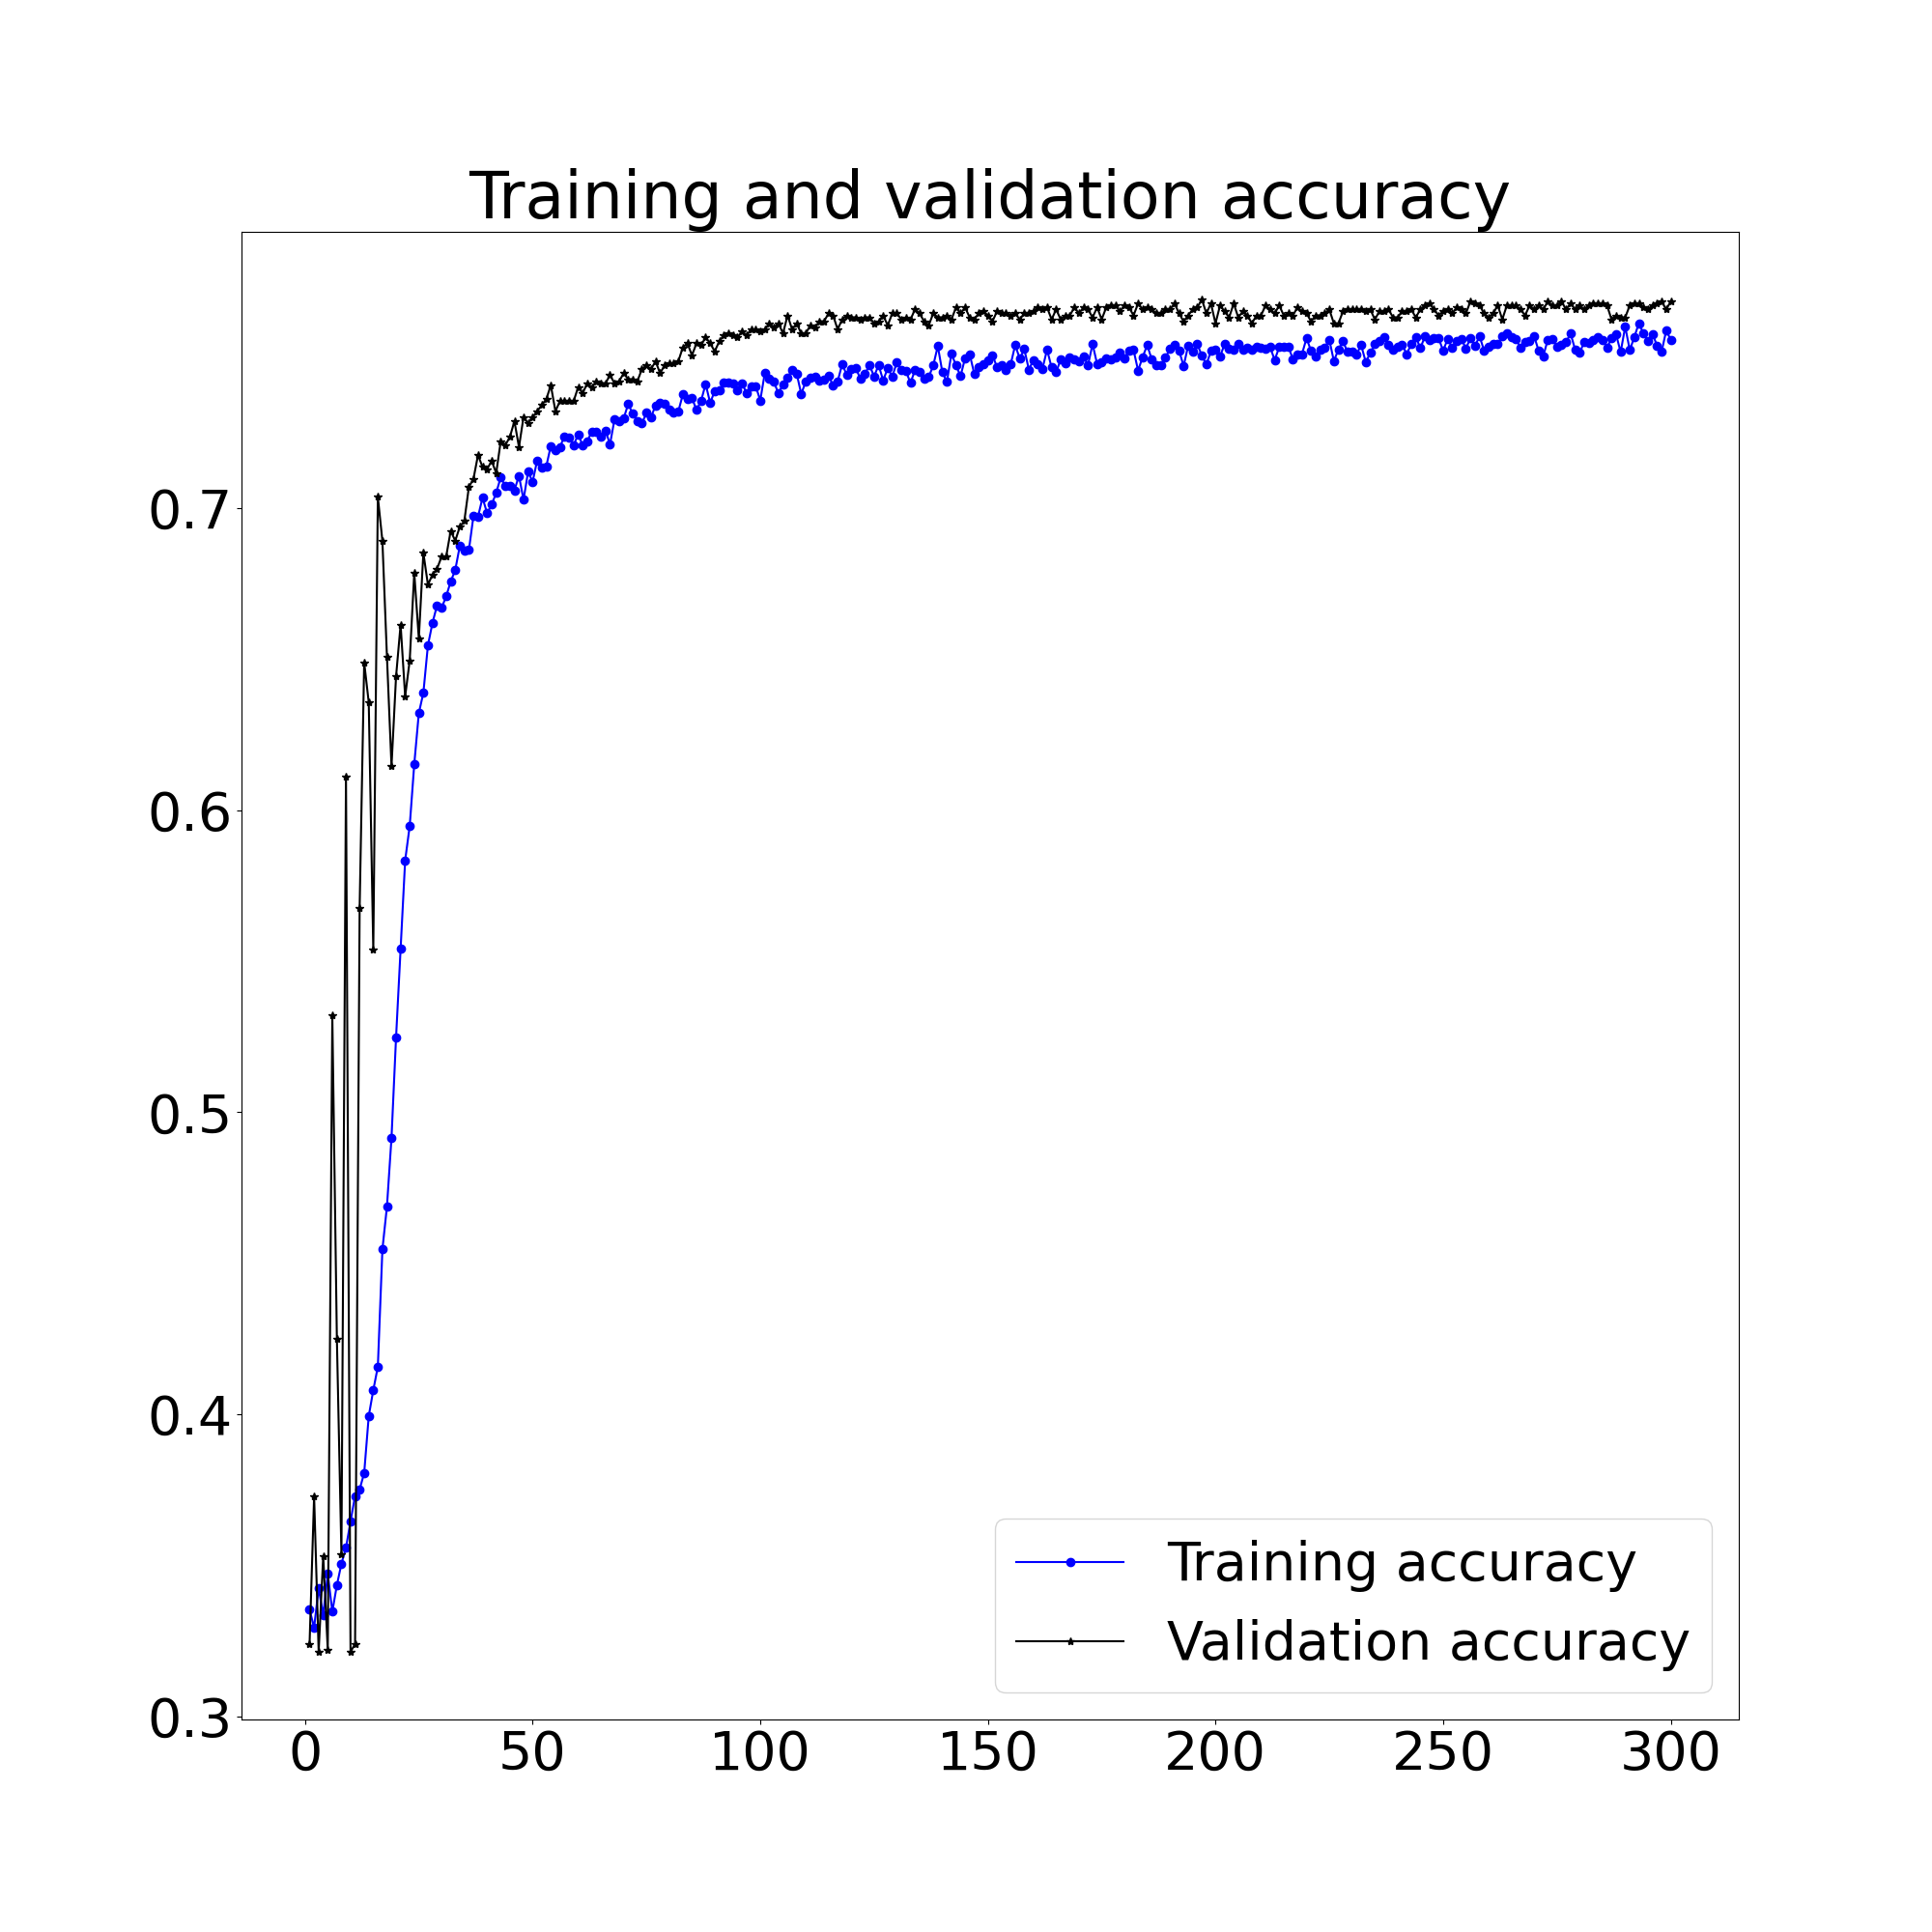 Training and validation accuracy
0.7
0.6
0.5
0.4
0.3
Training accuracy
Validation accuracy
0 50 100 150 200 250 300